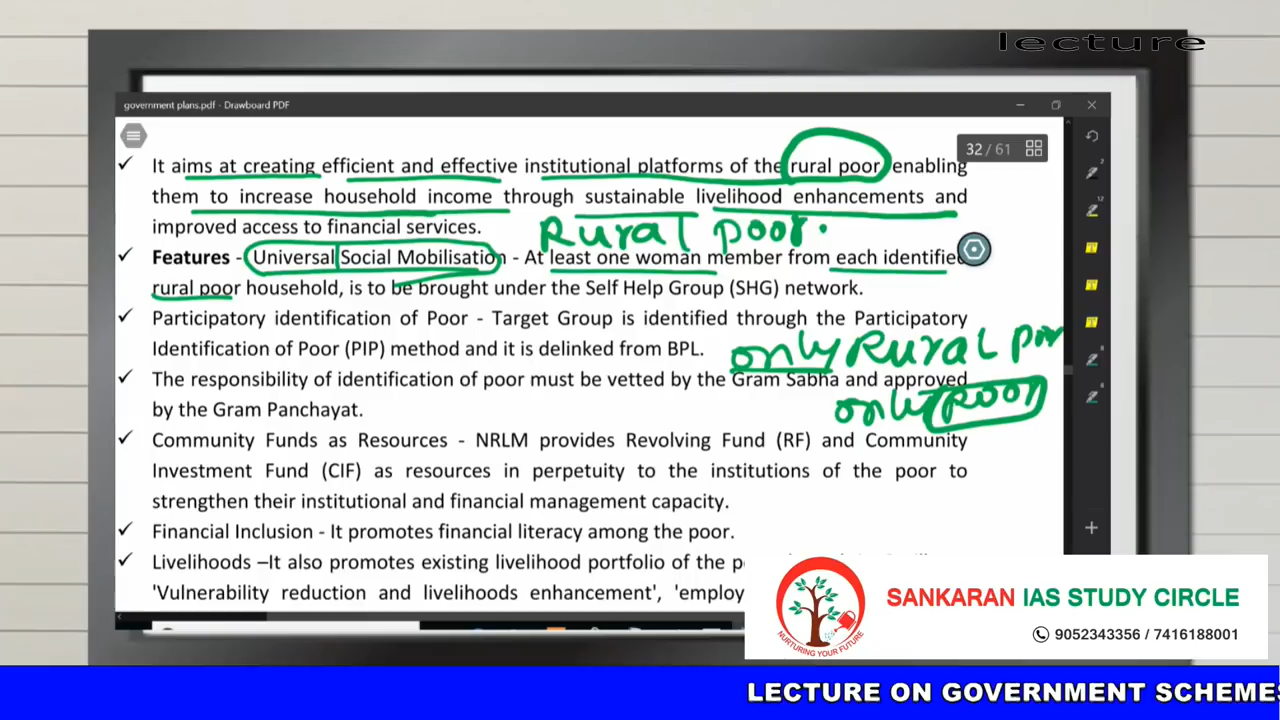 lecture
government plans.pdf - Drawboard PDF
32 / 61
✓ It aims at creating efficient and effective institutional platforms of the rural poor enabling
them to increase household income through sustainable livelihood enhancements and
improved access to financial services.
Rural poor.
✓ Features - Universal Social Mobilisation - At least one woman member from each identified
rural poor household, is to be brought under the Self Help Group (SHG) network.
✓ Participatory identification of Poor - Target Group is identified through the Participatory
Identification of Poor (PIP) method and it is delinked from BPL.
only Rural poor
✓ The responsibility of identification of poor must be vetted by the Gram Sabha and approved
by the Gram Panchayat.
only poor
✓ Community Funds as Resources - NRLM provides Revolving Fund (RF) and Community
Investment Fund (CIF) as resources in perpetuity to the institutions of the poor to
strengthen their institutional and financial management capacity.
✓ Financial Inclusion - It promotes financial literacy among the poor.
✓ Livelihoods –It also promotes existing livelihood portfolio of the
'Vulnerability reduction and livelihoods enhancement', 'employ
NURTURING YOUR FUTURE
SANKARAN IAS STUDY CIRCLE
9052343356 / 7416188001
LECTURE ON GOVERNMENT SCHEMES